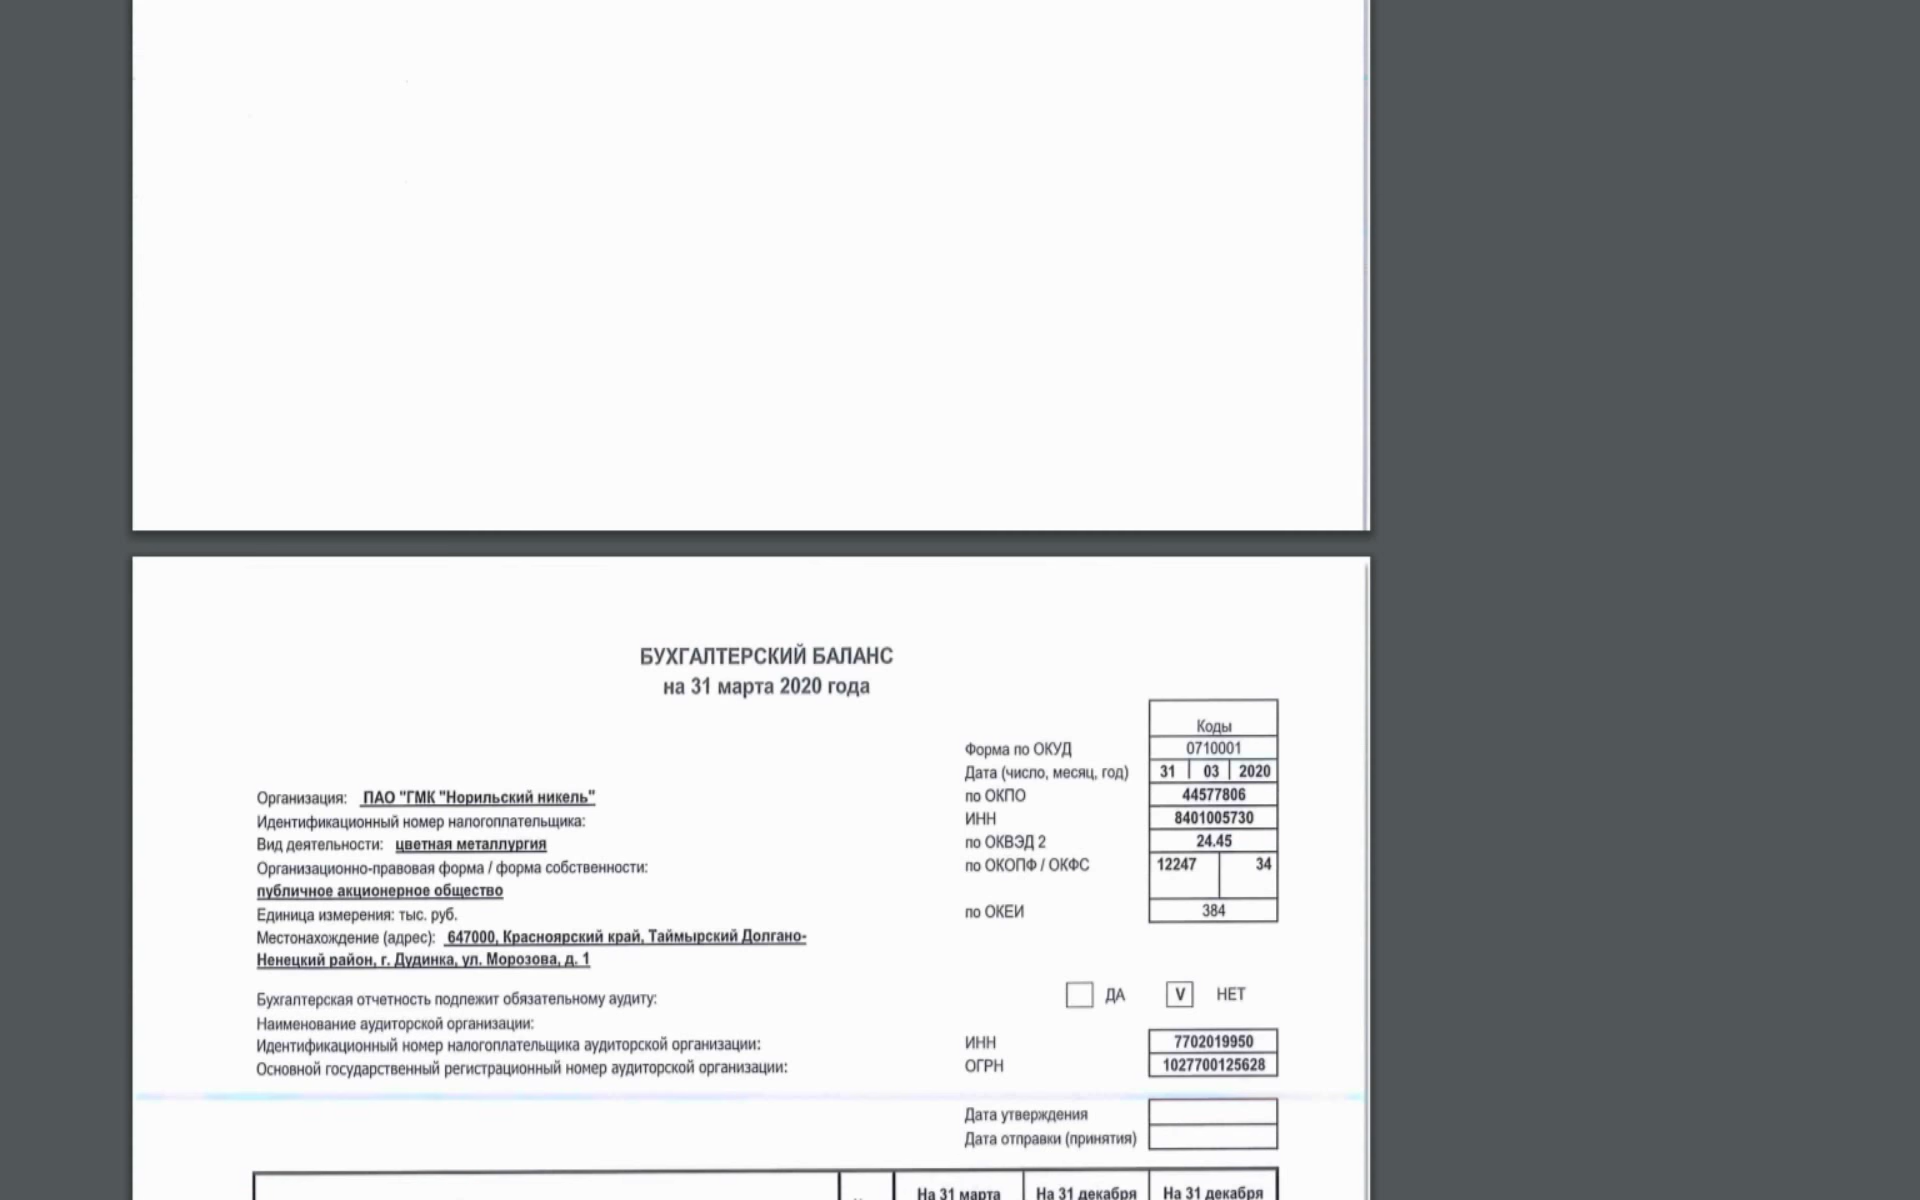 БУХГАЛТЕРСКИЙ БАЛАНС
на 31 марта 2020 года
Коды
Форма по ОКУД 0710001
Дата (число, месяц, год) 31 03 2020
Организация: ПАО "ГМК "Норильский никель" по ОКПО 44577806
Идентификационный номер налогоплательщика: ИНН 8401005730
Вид деятельности: цветная металлургия по ОКВЭД 2 24.45
Организационно-правовая форма / форма собственности: по ОКОПФ / ОКФС 12247 34
публичное акционерное общество
Единица измерения: тыс. руб. по ОКЕИ 384
Местонахождение (адрес): 647000, Красноярский край, Таймырский Долгано-
Ненецкий район, г. Дудинка, ул. Морозова, д. 1
Бухгалтерская отчетность подлежит обязательному аудиту: ДА V НЕТ
Наименование аудиторской организации:
Идентификационный номер налогоплательщика аудиторской организации: ИНН 7702019950
Основной государственный регистрационный номер аудиторской организации: ОГРН 1027700125628
Дата утверждения
Дата отправки (принятия)
На 31 марта На 31 декабря На 31 декабря